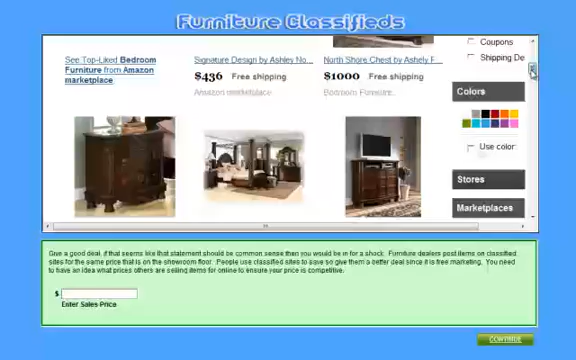 Furniture Classifieds
Coupons
Shipping De
See Top-Liked Bedroom
Furniture from Amazon
marketplace
Signature Design by Ashley No...
$436 Free shipping
Amazon marketplace
North Shore Chest by Ashely F...
$1000 Free shipping
Bedroom Furniture.
Colors
Use color:
Stores
Marketplaces
Give a good deal, if that seems like that statement should be common sense then you would be in for a shock. Furniture dealers post items on classified
sites for the same price that is on the showroom floor. People use classified sites to save so give them a better deal since it is free marketing. You need
to have an idea what prices others are selling items for online to ensure your price is competitive.
$
Enter Sales Price
CONTINUE